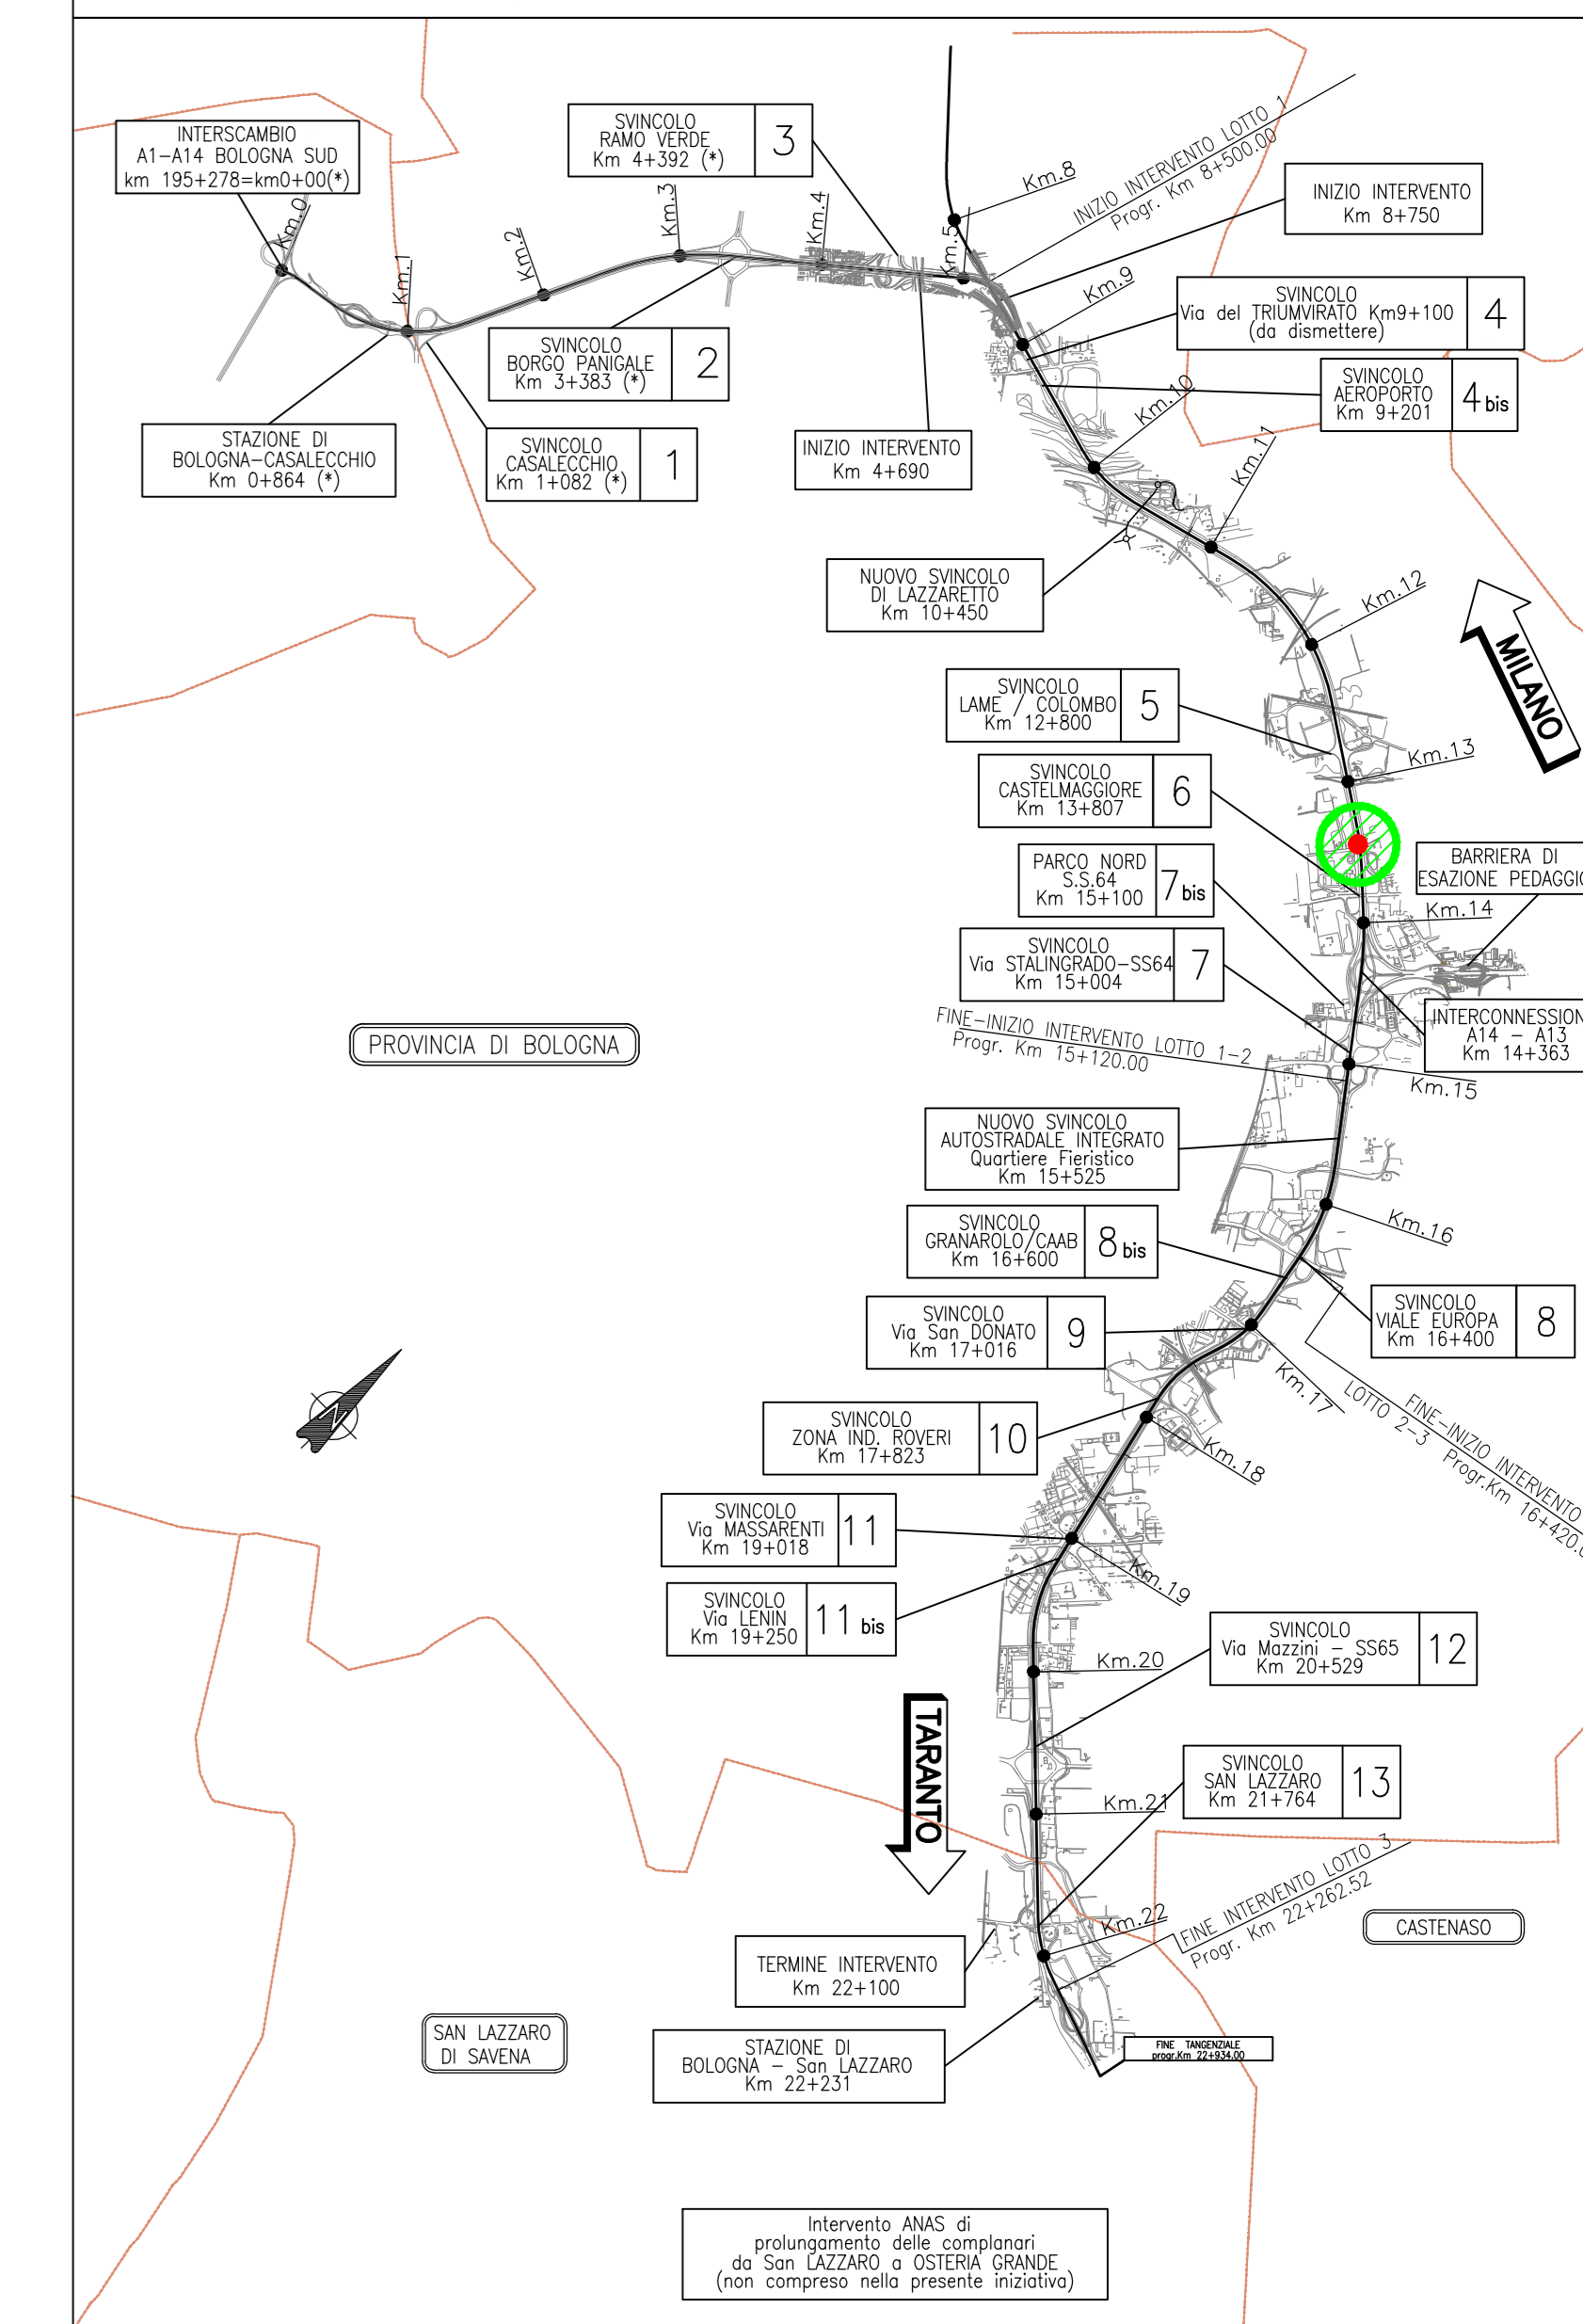 INTERSCAMBIO
A1-A14 BOLOGNA SUD
km 195+278=km0+00(*)
SVINCOLO
RAMO VERDE
Km 4+392 (*)
3
Km.0
Km.1
Km.2
Km.3
Km.4
Km.5
Km.8
INIZIO INTERVENTO LOTTO 1
Progr. Km 8+500.00
INIZIO INTERVENTO
Km 8+750
Km.9
SVINCOLO
Via del TRIUMVIRATO Km9+100
(da dismettere)
4
SVINCOLO
BORGO PANIGALE
Km 3+383 (*)
2
SVINCOLO
AEROPORTO
Km 9+201
4 bis
Km.10
STAZIONE DI
BOLOGNA-CASALECCHIO
Km 0+864 (*)
SVINCOLO
CASALECCHIO
Km 1+082 (*)
1
INIZIO INTERVENTO
Km 4+690
Km.11
NUOVO SVINCOLO
DI LAZZARETTO
Km 10+450
Km.12
MILANO
SVINCOLO
LAME / COLOMBO
Km 12+800
5
Km.13
SVINCOLO
CASTELMAGGIORE
Km 13+807
6
BARRIERA DI
ESAZIONE PEDAGGIO
PARCO NORD
S.S.64
Km 15+100
7 bis
Km.14
SVINCOLO
Via STALINGRADO-SS64
Km 15+004
7
INTERCONNESSION
A14 - A13
Km 14+363
FINE-INIZIO INTERVENTO LOTTO 1-2
Progr. Km 15+120.00
PROVINCIA DI BOLOGNA
Km.15
NUOVO SVINCOLO
AUTOSTRADALE INTEGRATO
Quartiere Fieristico
Km 15+525
Km.16
SVINCOLO
GRANAROLO/CAAB
Km 16+600
8 bis
SVINCOLO
VIALE EUROPA
Km 16+400
8
SVINCOLO
Via San DONATO
Km 17+016
9
Km.17
FINE-INIZIO INTERVENTO
LOTTO 2-3 Progr.Km 16+420.
N
SVINCOLO
ZONA IND. ROVERI
Km 17+823
10
Km.18
SVINCOLO
Via MASSARENTI
Km 19+018
11
Km.19
SVINCOLO
Via LENIN
Km 19+250
11 bis
SVINCOLO
Via Mazzini - SS65
Km 20+529
12
Km.20
TARANTO
SVINCOLO
SAN LAZZARO
Km 21+764
13
Km.21
FINE INTERVENTO LOTTO 3
Progr. Km 22+262.52
Km.22
CASTENASO
TERMINE INTERVENTO
Km 22+100
SAN LAZZARO
DI SAVENA
STAZIONE DI
BOLOGNA - San LAZZARO
Km 22+231
FINE TANGENZIALE
progr.Km 22+934.00
Intervento ANAS di
prolungamento delle complanari
da San LAZZARO a OSTERIA GRANDE
(non compreso nella presente iniziativa)